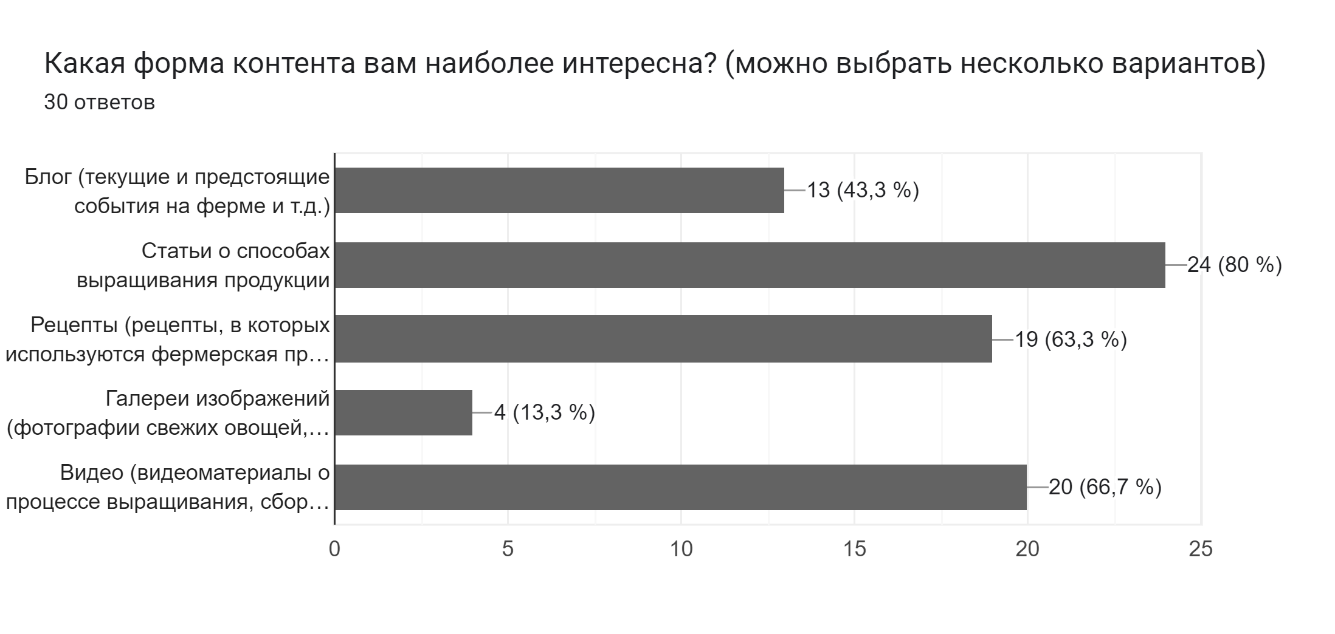 Какая форма контента вам наиболее интересна? (можно выбрать несколько вариантов)
30 ответов
Блог (текущие и предстоящие
события на ферме и т.д.)
13 (43,3 %)
Статьи о способах
выращивания продукции
24 (80 %)
Рецепты (рецепты, в которых
используются фермерская пр…
19 (63,3 %)
Галереи изображений
(фотографии свежих овощей,…
4 (13,3 %)
Видео (видеоматериалы о
процессе выращивания, сбор…
20 (66,7 %)
0 5 10 15 20 25